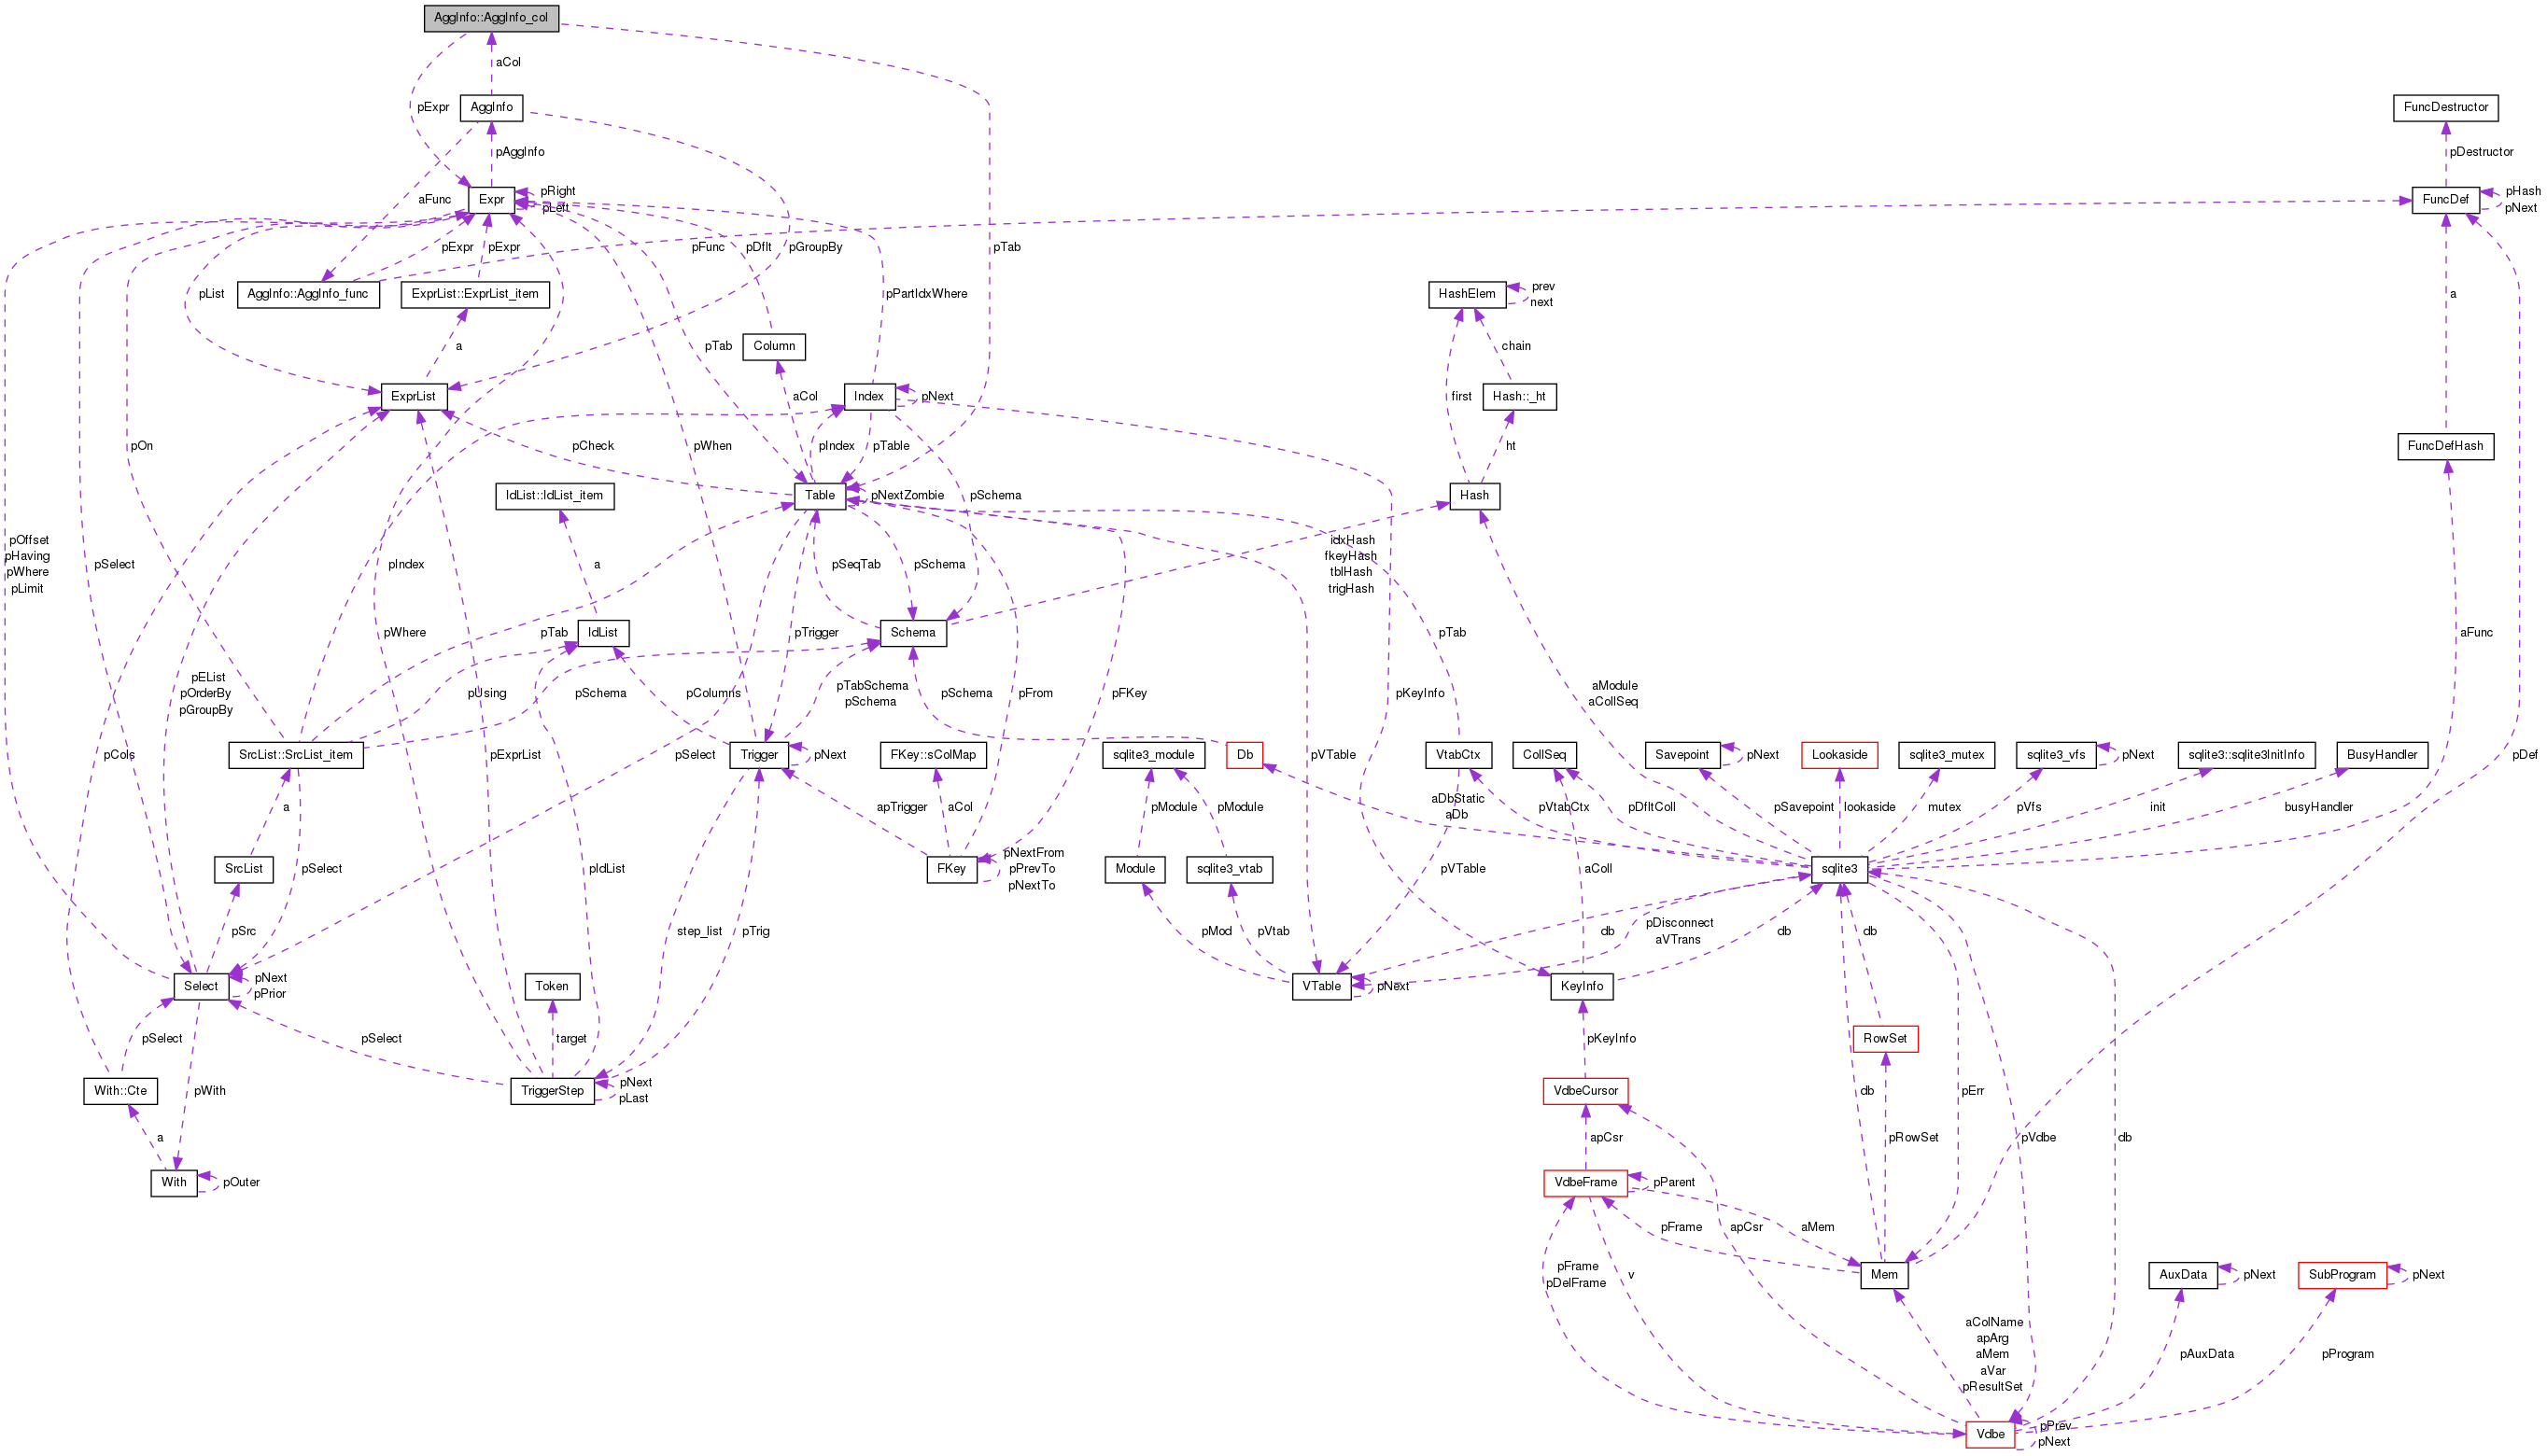 AggInfo::AggInfo_col
aCol
pExpr
AggInfo
FuncDestructor
pAggInfo
pDestructor
Expr
pRight
pLeft
aFunc
FuncDef
pHash
pNext
pExpr
pExpr
pFunc
pDflt
pGroupBy
pTab
pList
AggInfo::AggInfo_func
ExprList::ExprList_item
pPartIdxWhere
HashElem
prev
next
a
a
pTab
Column
chain
ExprList
aCol
Index
pNext
first
Hash::_ht
pOn
pCheck
pWhen
pIndex
pTable
ht
FuncDefHash
IdList::IdList_item
Table
pNextZombie
pSchema
Hash
pOffset
pHaving
pWhere
pLimit
pSelect
pIndex
a
pSeqTab
pSchema
idxHash
fkeyHash
tblHash
trigHash
pWhere
pTab
IdList
pTrigger
Schema
pTab
aFunc
pEList
pOrderBy
pGroupBy
pUsing
pSchema
pColumns
pTabSchema
pSchema
pSchema
pFrom
pFKey
pKeyInfo
aModule
aCollSeq
pCols
SrcList::SrcList_item
pExprList
pSelect
Trigger
pNext
FKey::sColMap
sqlite3_module
Db
pVTable
VtabCtx
CollSeq
Savepoint
pNext
Lookaside
sqlite3_mutex
sqlite3_vfs
pNext
sqlite3::sqlite3InitInfo
BusyHandler
pDef
a
apTrigger
aCol
pModule
pModule
aDbStatic
aDb
pVtabCtx
pDfltColl
pSavepoint
lookaside
mutex
pVfs
init
busyHandler
SrcList
pSelect
pIdList
FKey
pNextFrom
pPrevTo
pNextTo
Module
sqlite3_vtab
pVTable
aColl
sqlite3
pSrc
step_list
pTrig
pMod
pVtab
db
pDisconnect
aVTrans
db
db
Select
pNext
pPrior
Token
VTable
pNext
KeyInfo
pSelect
pSelect
target
pKeyInfo
RowSet
With::Cte
pWith
TriggerStep
pNext
pLast
VdbeCursor
db
pErr
a
apCsr
pRowSet
pVdbe
db
With
pOuter
VdbeFrame
pParent
pFrame
apCsr
aMem
pFrame
pDelFrame
v
Mem
AuxData
pNext
SubProgram
pNext
aColName
apArg
aMem
aVar
pResultSet
pAuxData
pProgram
Vdbe
pPrev
pNext